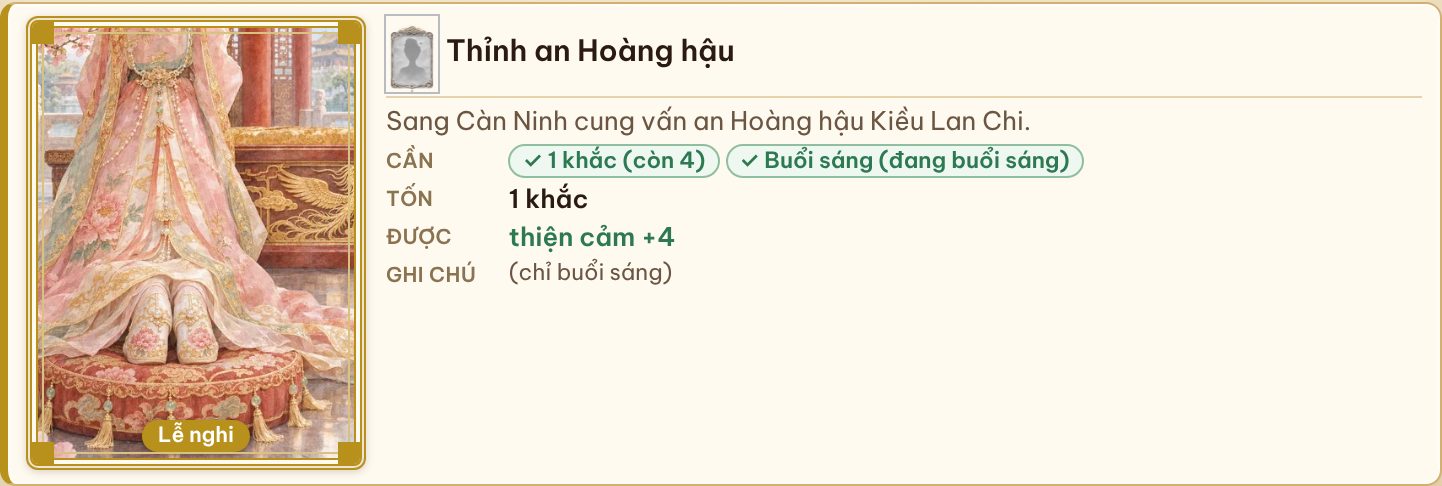 Thỉnh an Hoàng hậu
Sang Càn Ninh cung vấn an Hoàng hậu Kiều Lan Chi.
CẦN ✓ 1 khắc (còn 4) ✓ Buổi sáng (đang buổi sáng)
TỐN 1 khắc
ĐƯỢC thiện cảm +4
GHI CHÚ (chỉ buổi sáng)
Lễ nghi